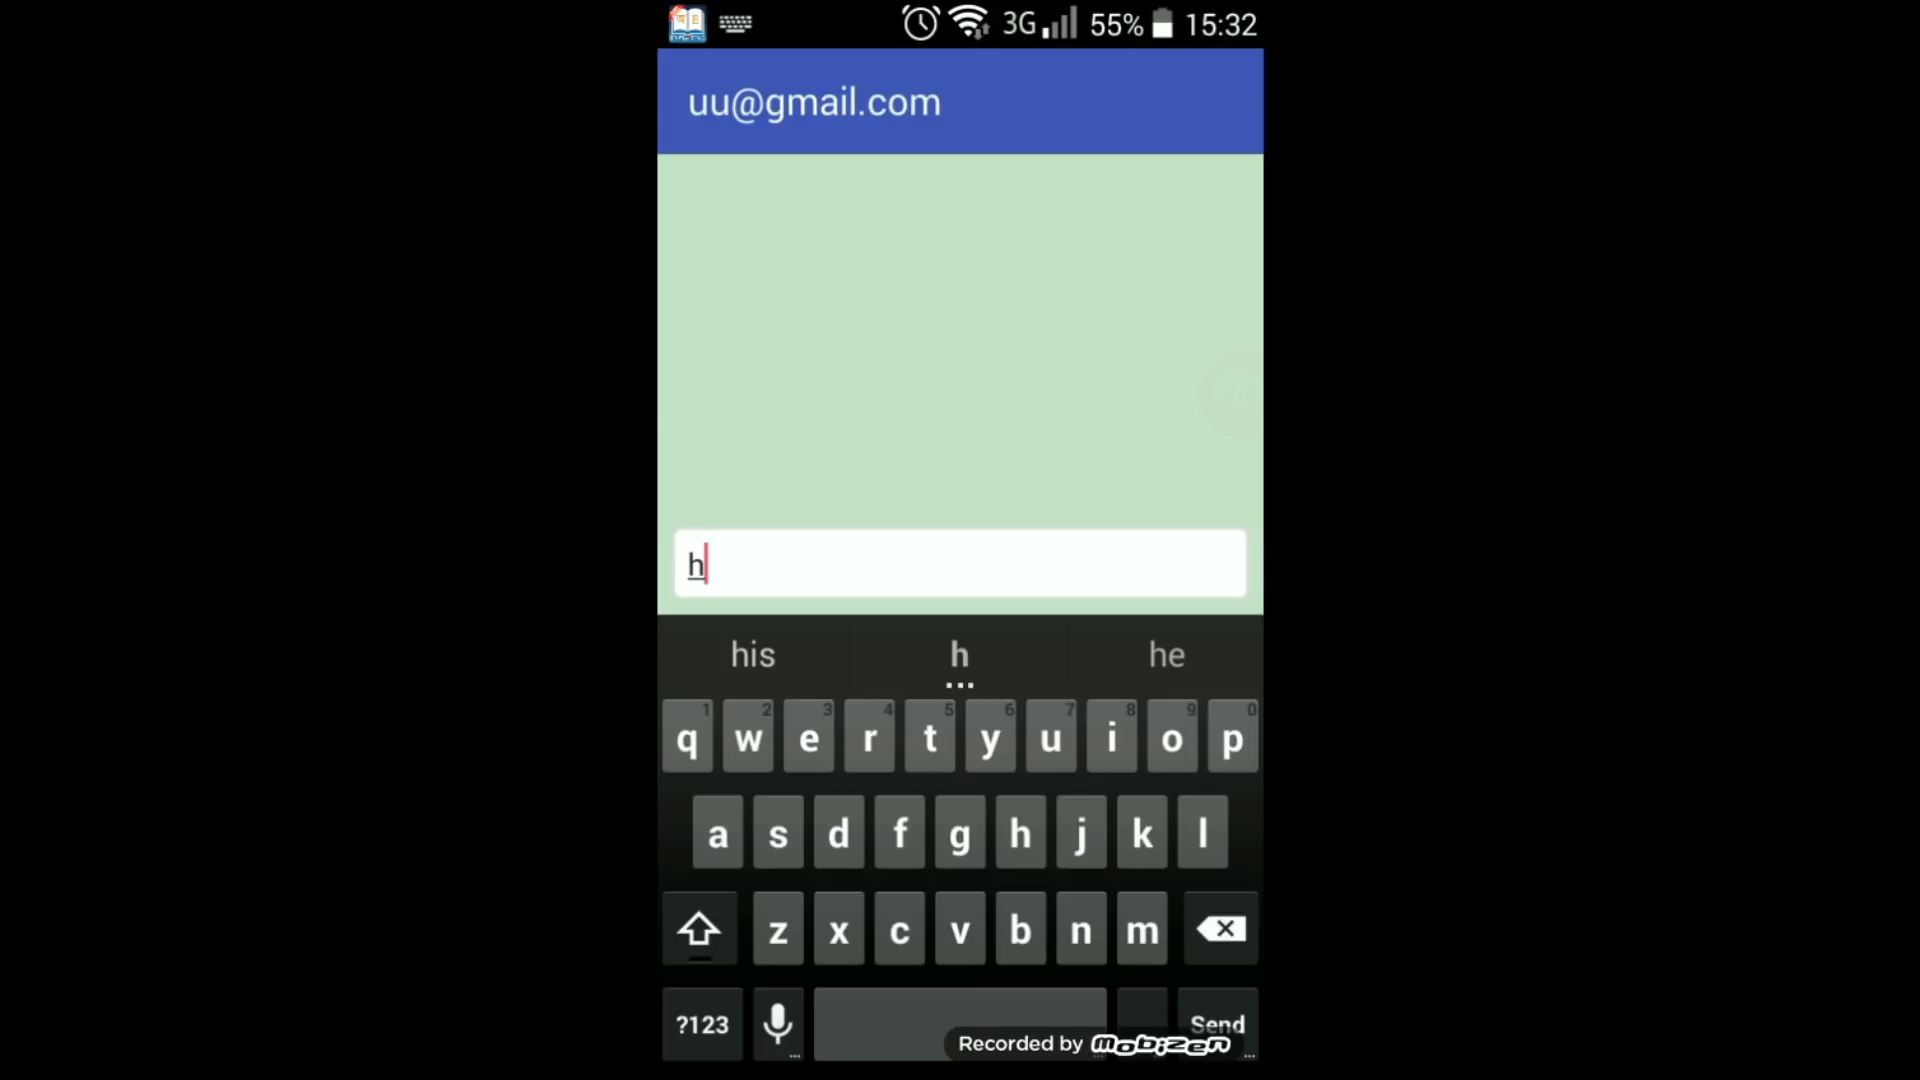 3G 55% 15:32
uu@gmail.com
h
his h he
...
1 2 3 4 5 6 7 8 9 0
q w e r t y u i o p
a s d f g h j k l
z x c v b n m
?123 Send
Recorded by mobizen